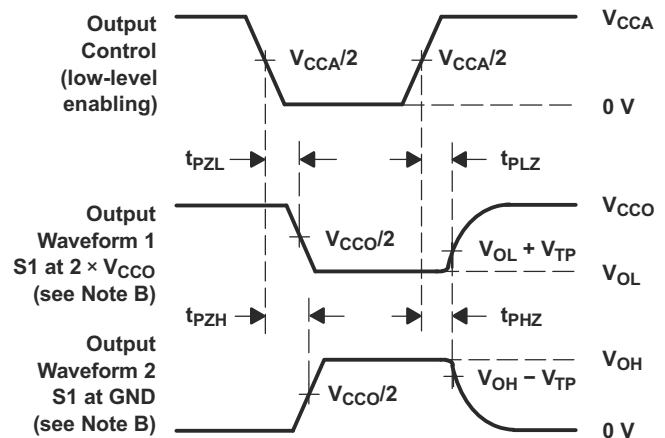 Output
Control
(low-level
enabling)
V_CCA/2
V_CCA/2
V_CCA
0 V
t_PZL
t_PLZ
Output
Waveform 1
S1 at 2 × V_CCO
(see Note B)
V_CCO/2
V_CCO
V_OL + V_TP
V_OL
t_PZH
t_PHZ
Output
Waveform 2
S1 at GND
(see Note B)
V_CCO/2
V_OH
V_OH − V_TP
0 V